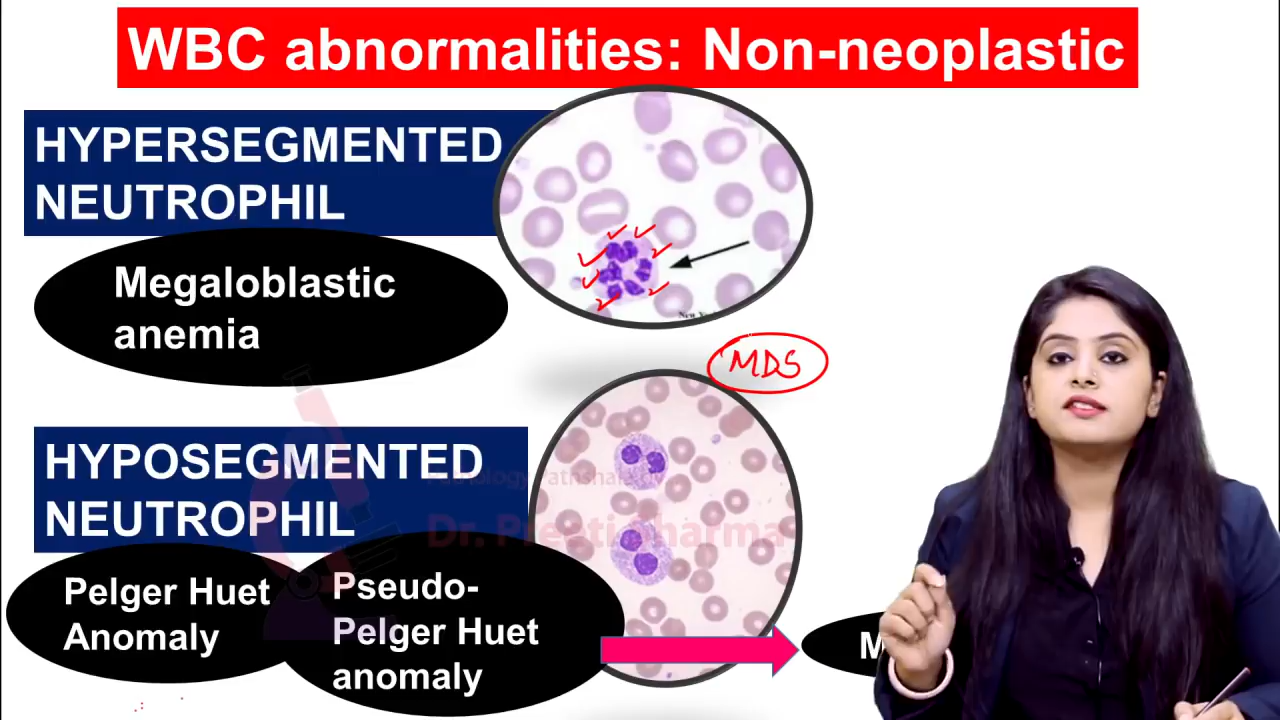 WBC abnormalities: Non-neoplastic
HYPERSEGMENTED
NEUTROPHIL
Megaloblastic
anemia
MDS
HYPOSEGMENTED
NEUTROPHIL
Pelger Huet
Anomaly
Pseudo-
Pelger Huet
anomaly